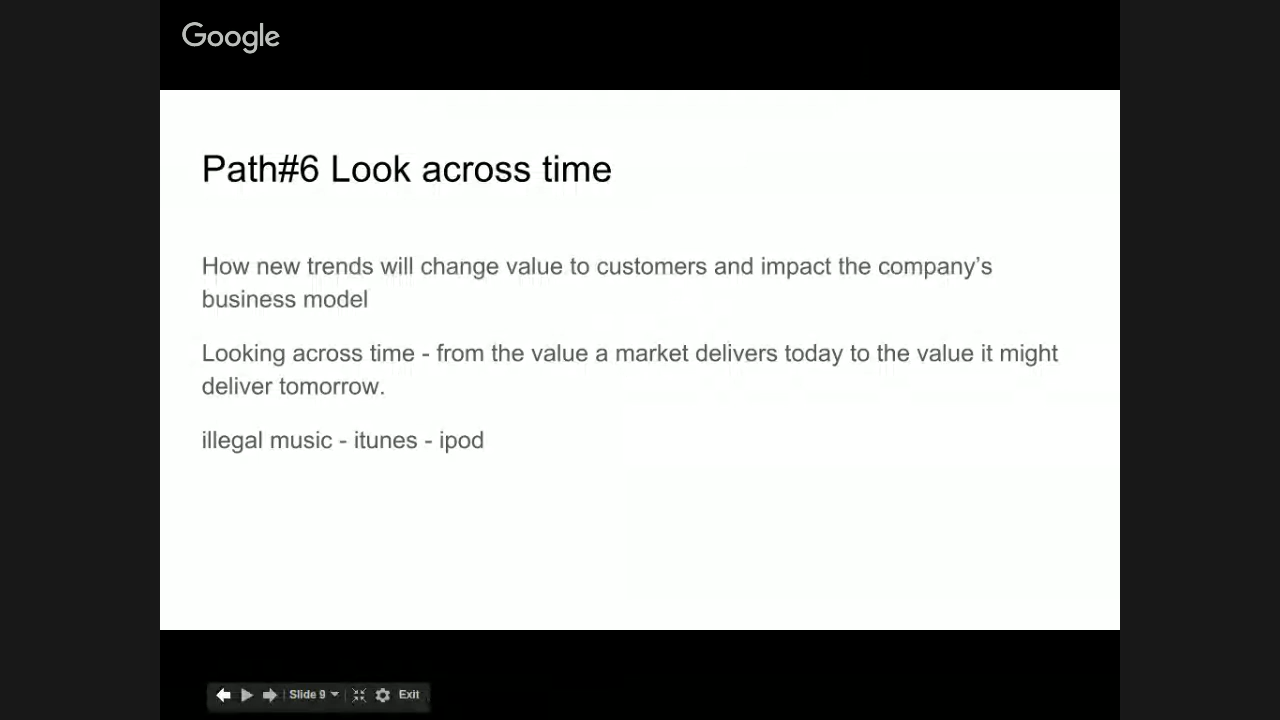 Google
Path#6 Look across time
How new trends will change value to customers and impact the company's
business model
Looking across time - from the value a market delivers today to the value it might
deliver tomorrow.
illegal music - itunes - ipod
Slide 9
Exit